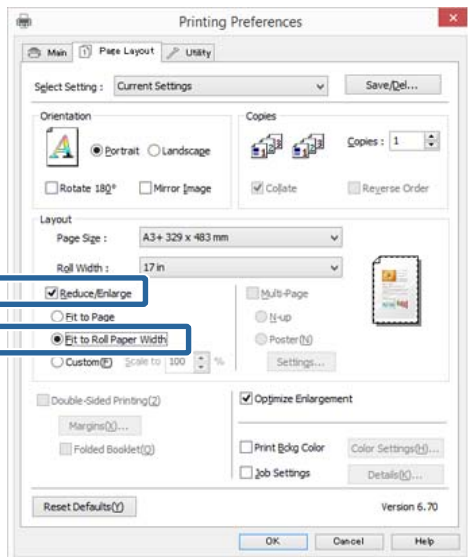 Printing Preferences
Main Page Layout Utility
Select Setting : Current Settings Save/Del...
Orientation Copies
Portrait Landscape Copies : 1
Rotate 180° Mirror Image Collate Reverse Order
Layout
Page Size : A3+ 329 x 483 mm
Roll Width : 17 in
Reduce/Enlarge Multi-Page
Fit to Page N-up
Fit to Roll Paper Width Poster(N)
Custom(F) Scale to 100 % Settings...
Double-Sided Printing(2) Optimize Enlargement
Margins(X)...
Folded Booklet(O) Print Bckg Color Color Settings(H)...
Job Settings Details(K)...
Reset Defaults(Y) Version 6.70
OK Cancel Help